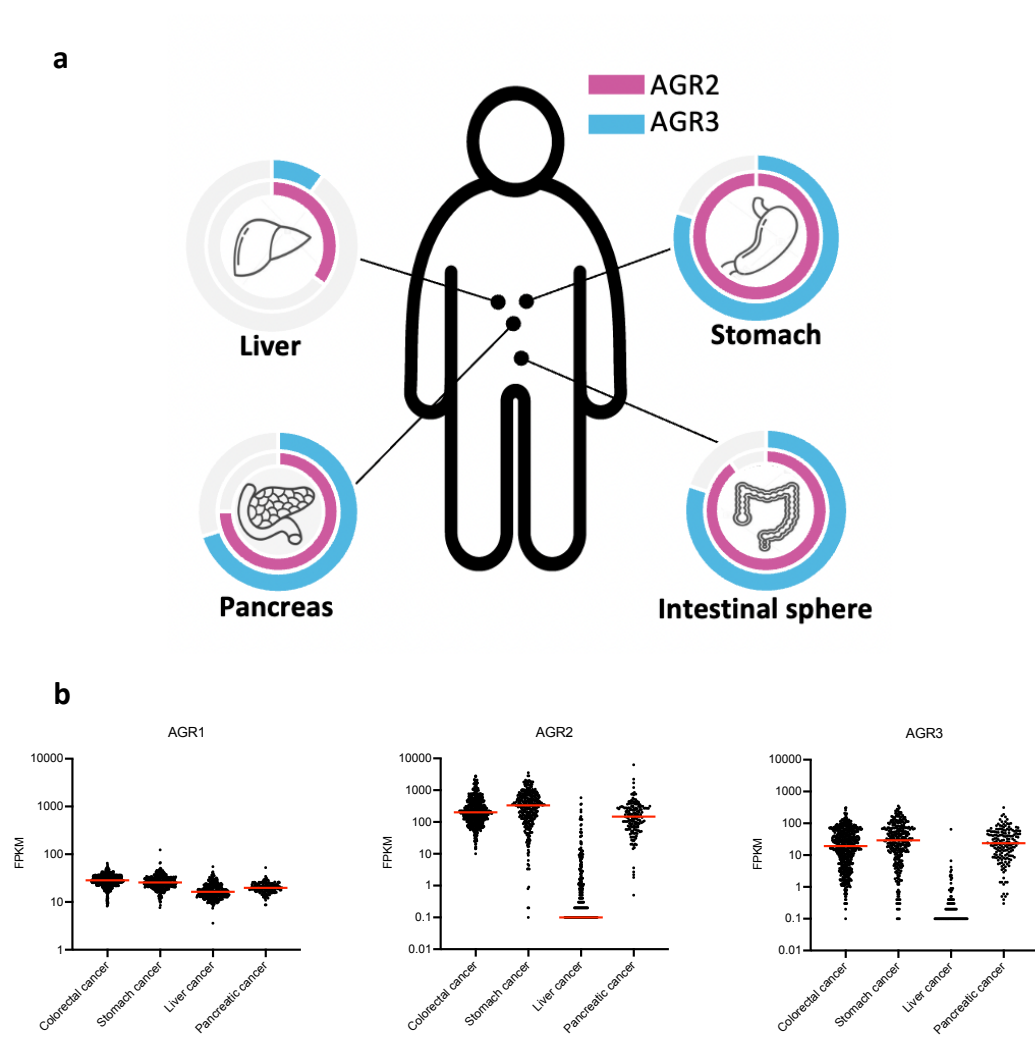 a
AGR2
AGR3
Liver
Stomach
Pancreas
Intestinal sphere
b
AGR1
10000
1000
100
10
1
FPKM
Colorectal cancer
Stomach cancer
Liver cancer
Pancreatic cancer
AGR2
10000
1000
100
10
1
0.1
0.01
FPKM
Colorectal cancer
Stomach cancer
Liver cancer
Pancreatic cancer
AGR3
10000
1000
100
10
1
0.1
0.01
FPKM
Colorectal cancer
Stomach cancer
Liver cancer
Pancreatic cancer